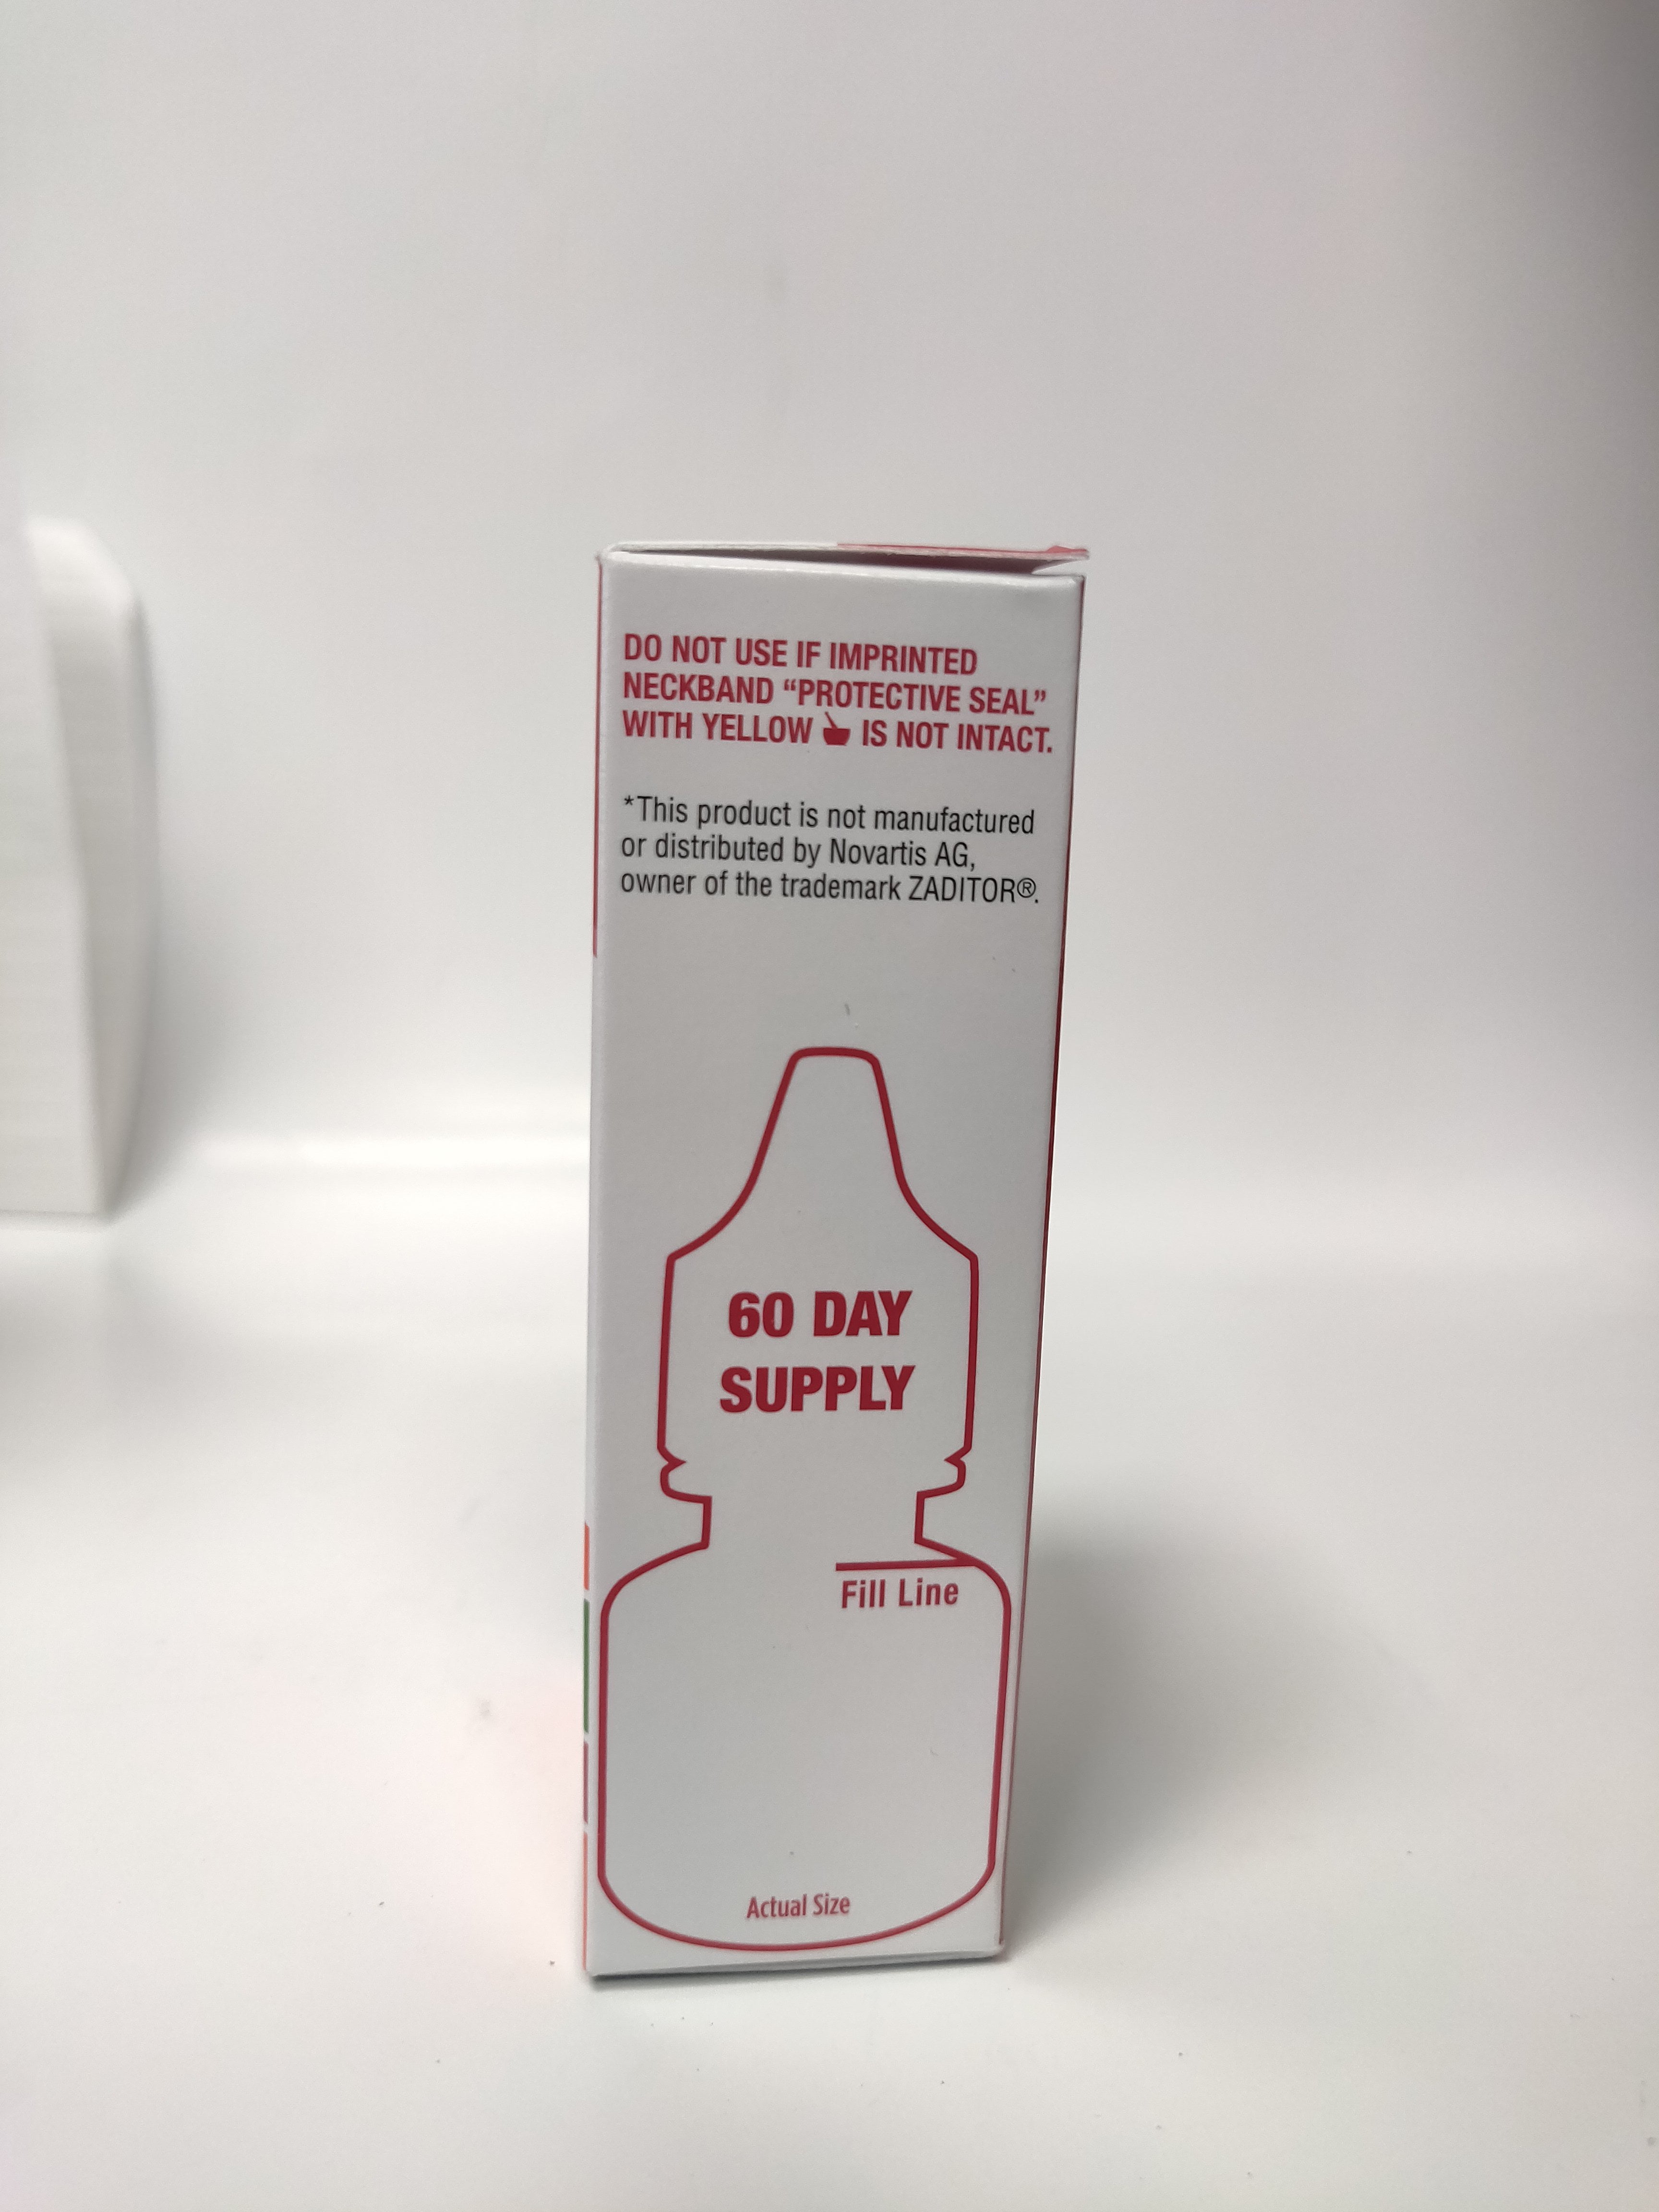 DO NOT USE IF IMPRINTED
NECKBAND “PROTECTIVE SEAL”
WITH YELLOW IS NOT INTACT.
*This product is not manufactured
or distributed by Novartis AG,
owner of the trademark ZADITOR®.
60 DAY
SUPPLY
Fill Line
Actual Size